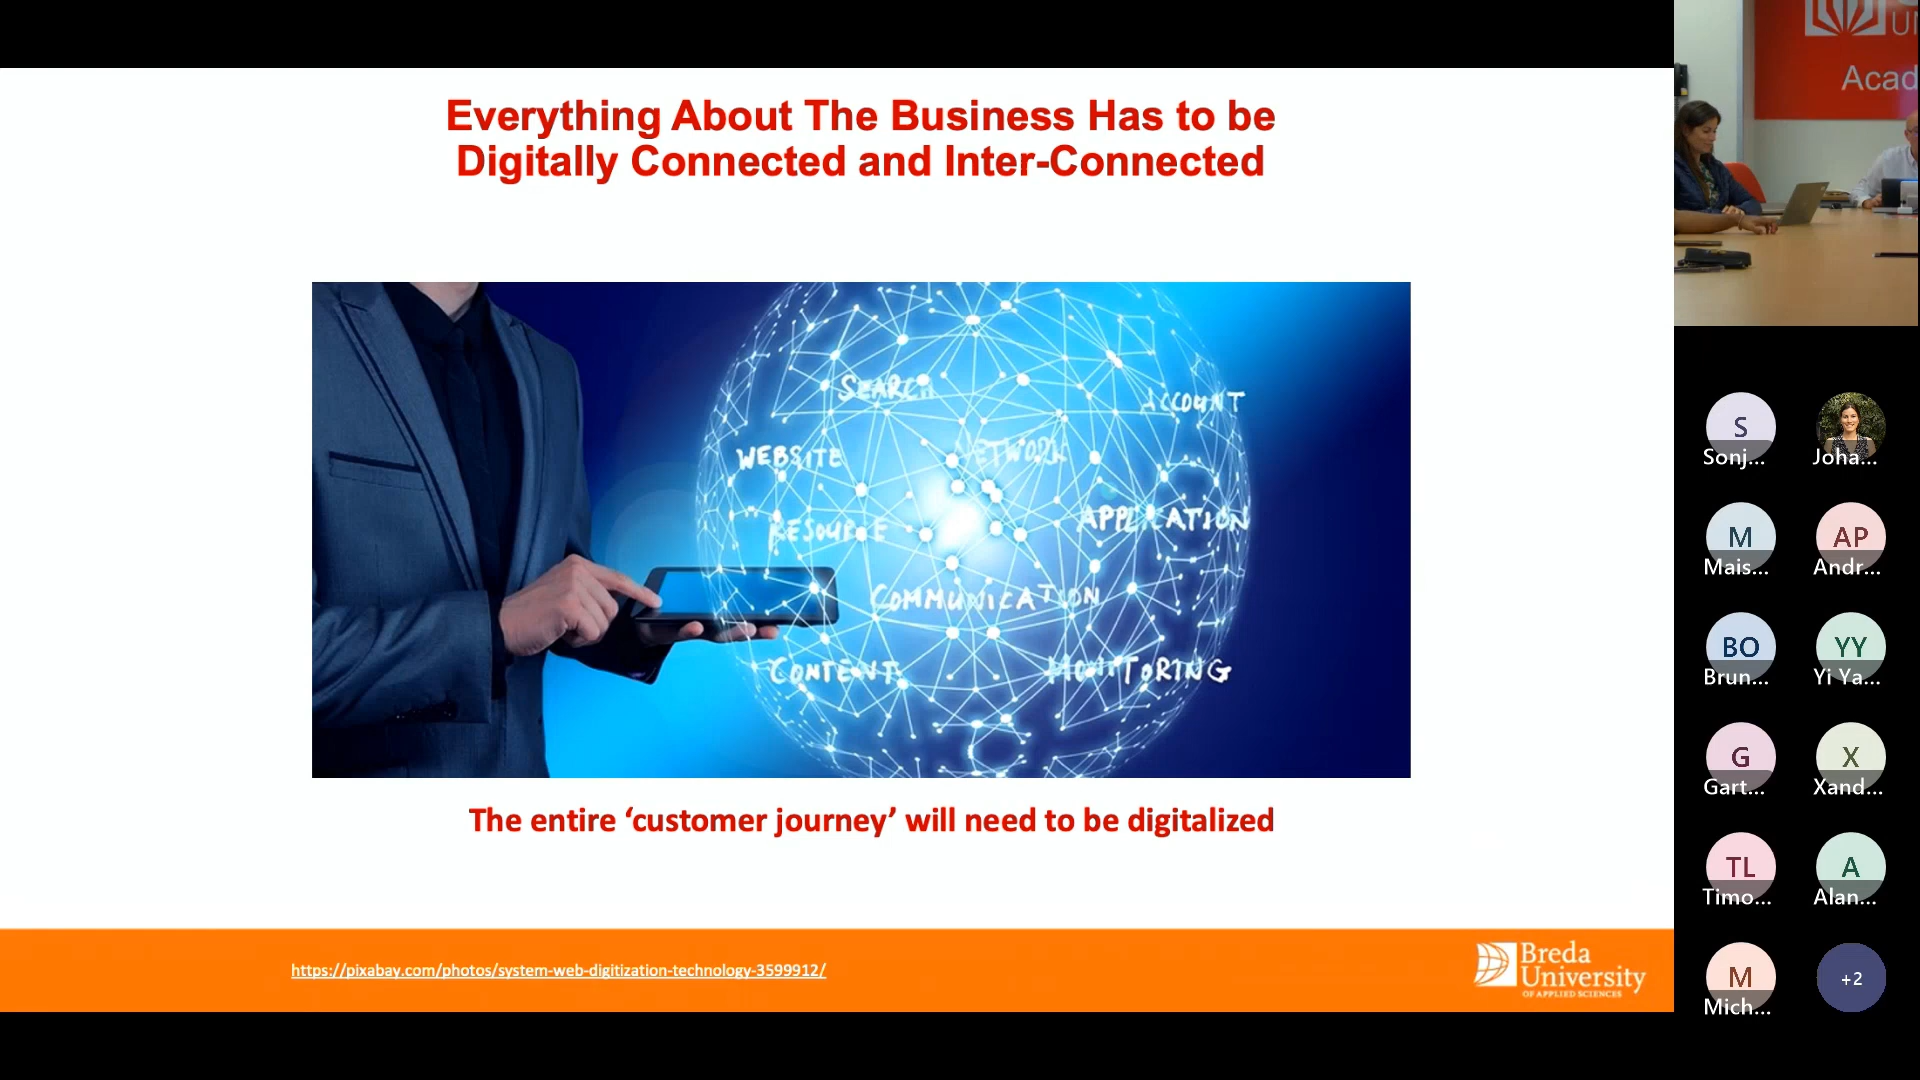 Everything About The Business Has to be
Digitally Connected and Inter-Connected
SEARCH
ACCOUNT
WEBSITE
NETWORK
RESOURCE
APPLICATION
COMMUNICATION
CONTENT
MONITORING
The entire ‘customer journey’ will need to be digitalized
https://pixabay.com/photos/system-web-digitization-technology-3599912/
Breda
University
OF APPLIED SCIENCES
UN
Acad
S
Sonj...
Joha...
M
Mais...
AP
Andr...
BO
Brun...
YY
Yi Ya...
G
Gart...
X
Xand...
TL
Timo...
A
Alan...
M
Mich...
+2